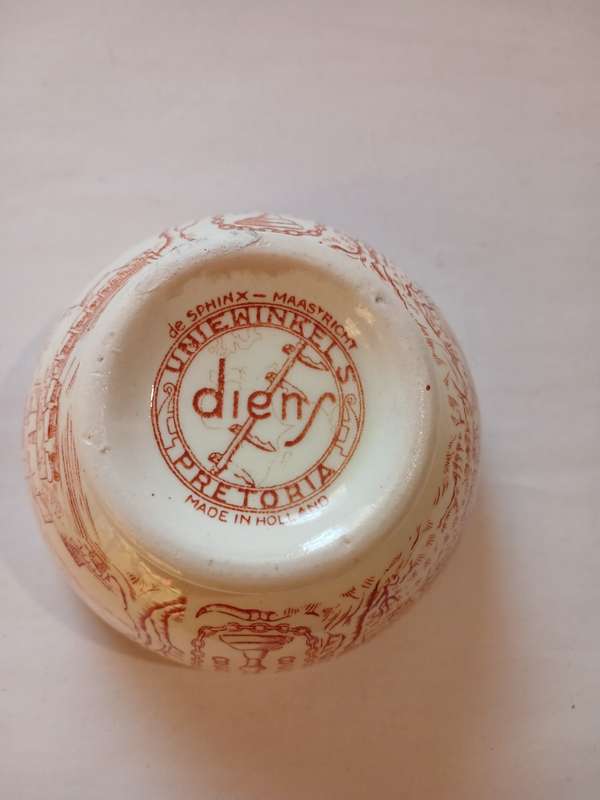 de SPHINX – MAASTRICHT
UNIEWINKELS
diens
PRETORIA
MADE IN HOLLAND